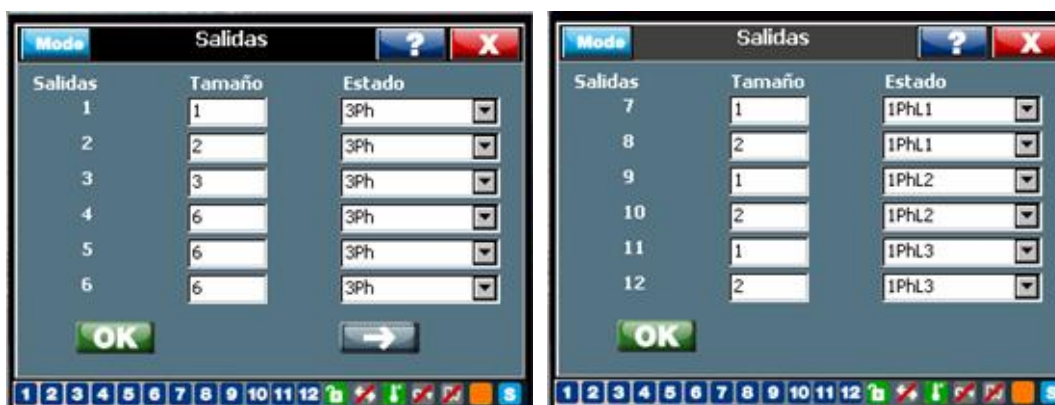 Mode Salidas ? X
Salidas Tamaño Estado
1 1 3Ph
2 2 3Ph
3 3 3Ph
4 6 3Ph
5 6 3Ph
6 6 3Ph
OK
1 2 3 4 5 6 7 8 9 10 11 12 S
Mode Salidas ? X
Salidas Tamaño Estado
7 1 1PhL1
8 2 1PhL1
9 1 1PhL2
10 2 1PhL2
11 1 1PhL3
12 2 1PhL3
OK
1 2 3 4 5 6 7 8 9 10 11 12 S